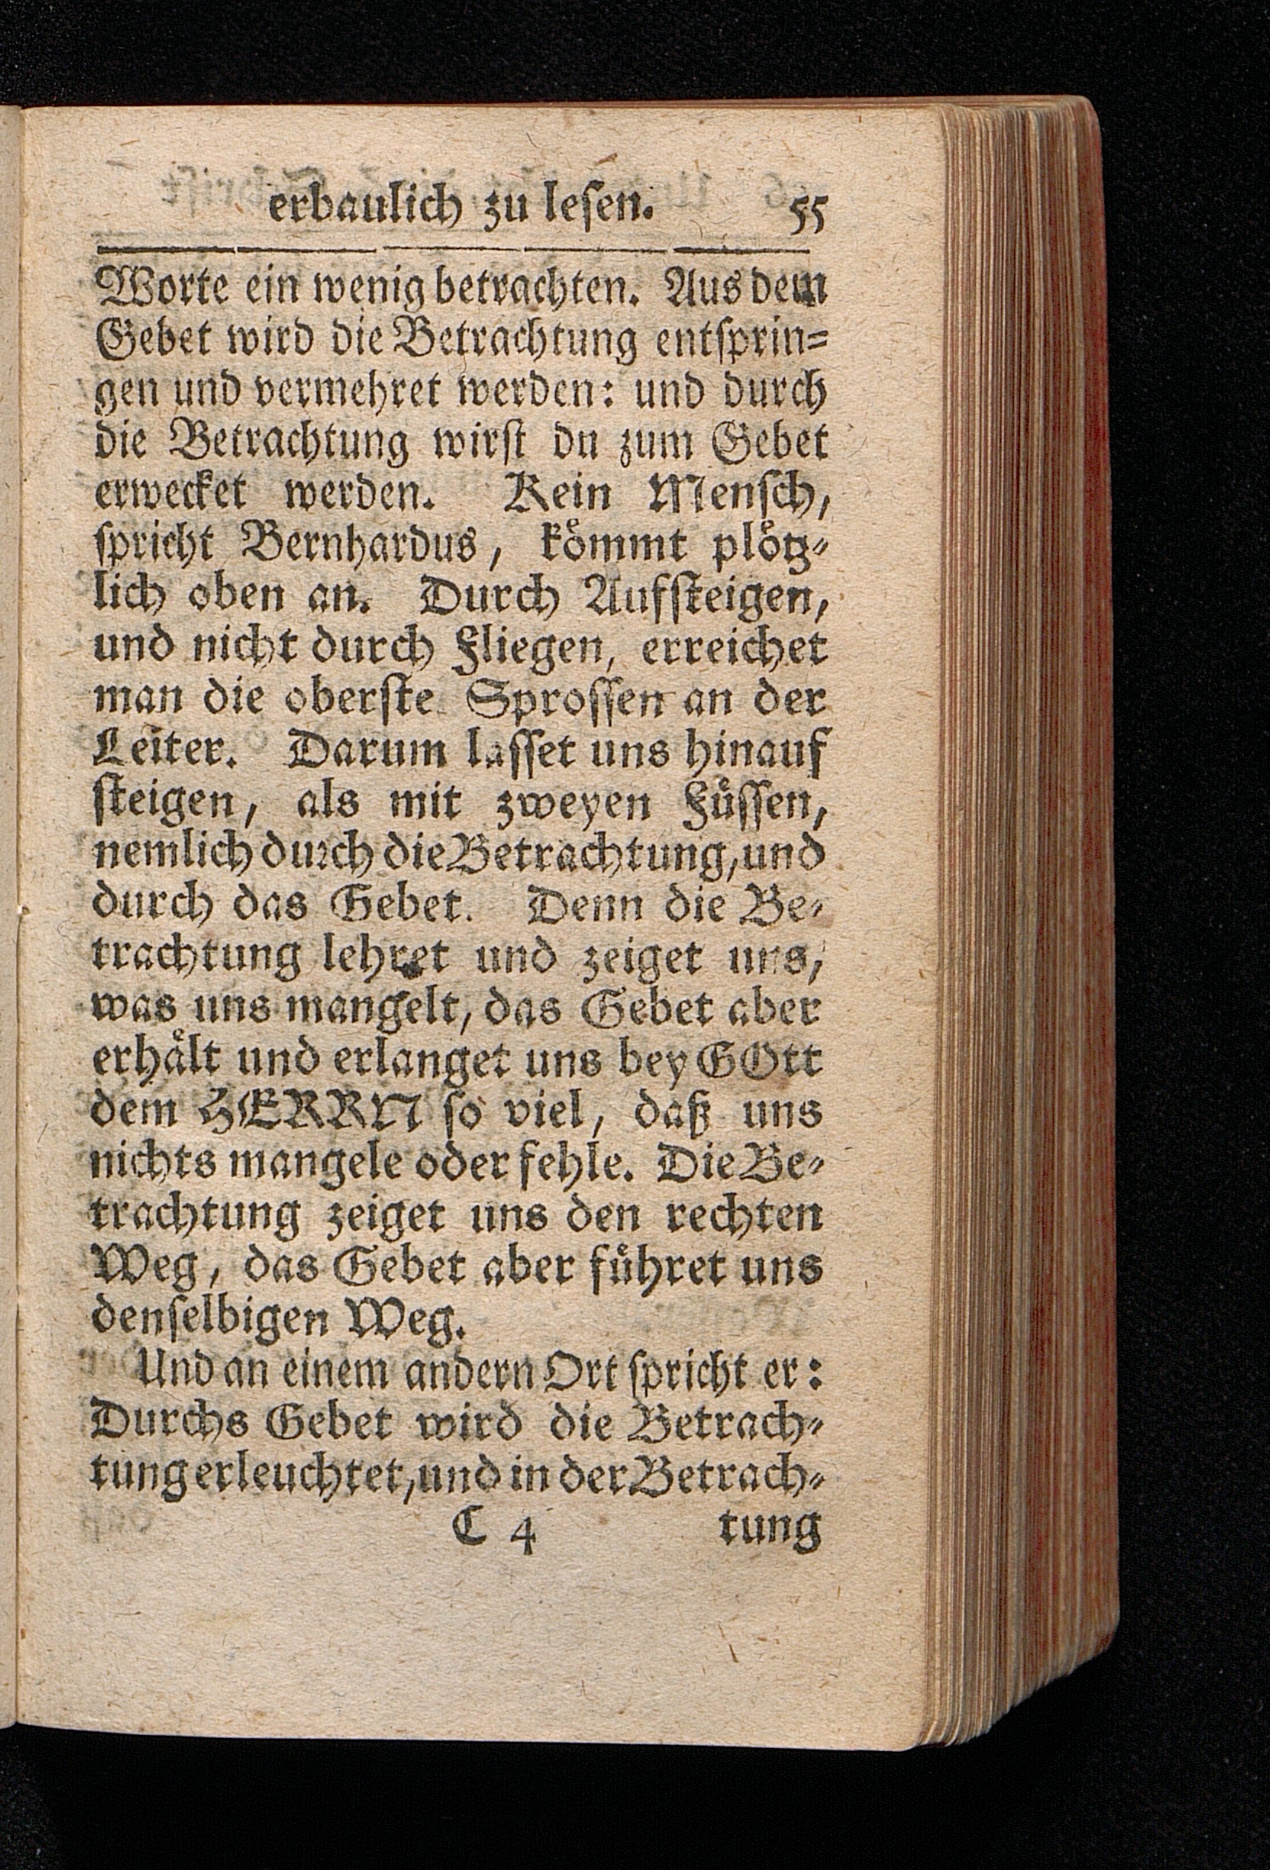 erbaulich zu lesen. 55
Worte ein wenig betrachten. Aus dem
Gebet wird die Betrachtung entsprin-
gen und vermehret werden: und durch
die Betrachtung wirst du zum Gebet
erwecket werden. Kein Mensch,
spricht Bernhardus, kömmt plötz-
lich oben an. Durch Aufsteigen,
und nicht durch Fliegen, erreichet
man die oberste Sprossen an der
Leiter. Darum lasset uns hinauf
steigen, als mit zweyen Füssen,
nemlich durch die Betrachtung, und
durch das Gebet. Denn die Be-
trachtung lehret und zeiget uns,
was uns mangelt, das Gebet aber
erhält und erlanget uns bey GOtt
dem HERRN so viel, daß uns
nichts mangele oder fehle. Die Be-
trachtung zeiget uns den rechten
Weg, das Gebet aber führet uns
denselbigen Weg.
Und an einem andern Ort spricht er:
Durchs Gebet wird die Betrach-
tung erleuchtet, und in der Betrach-
C 4 tung